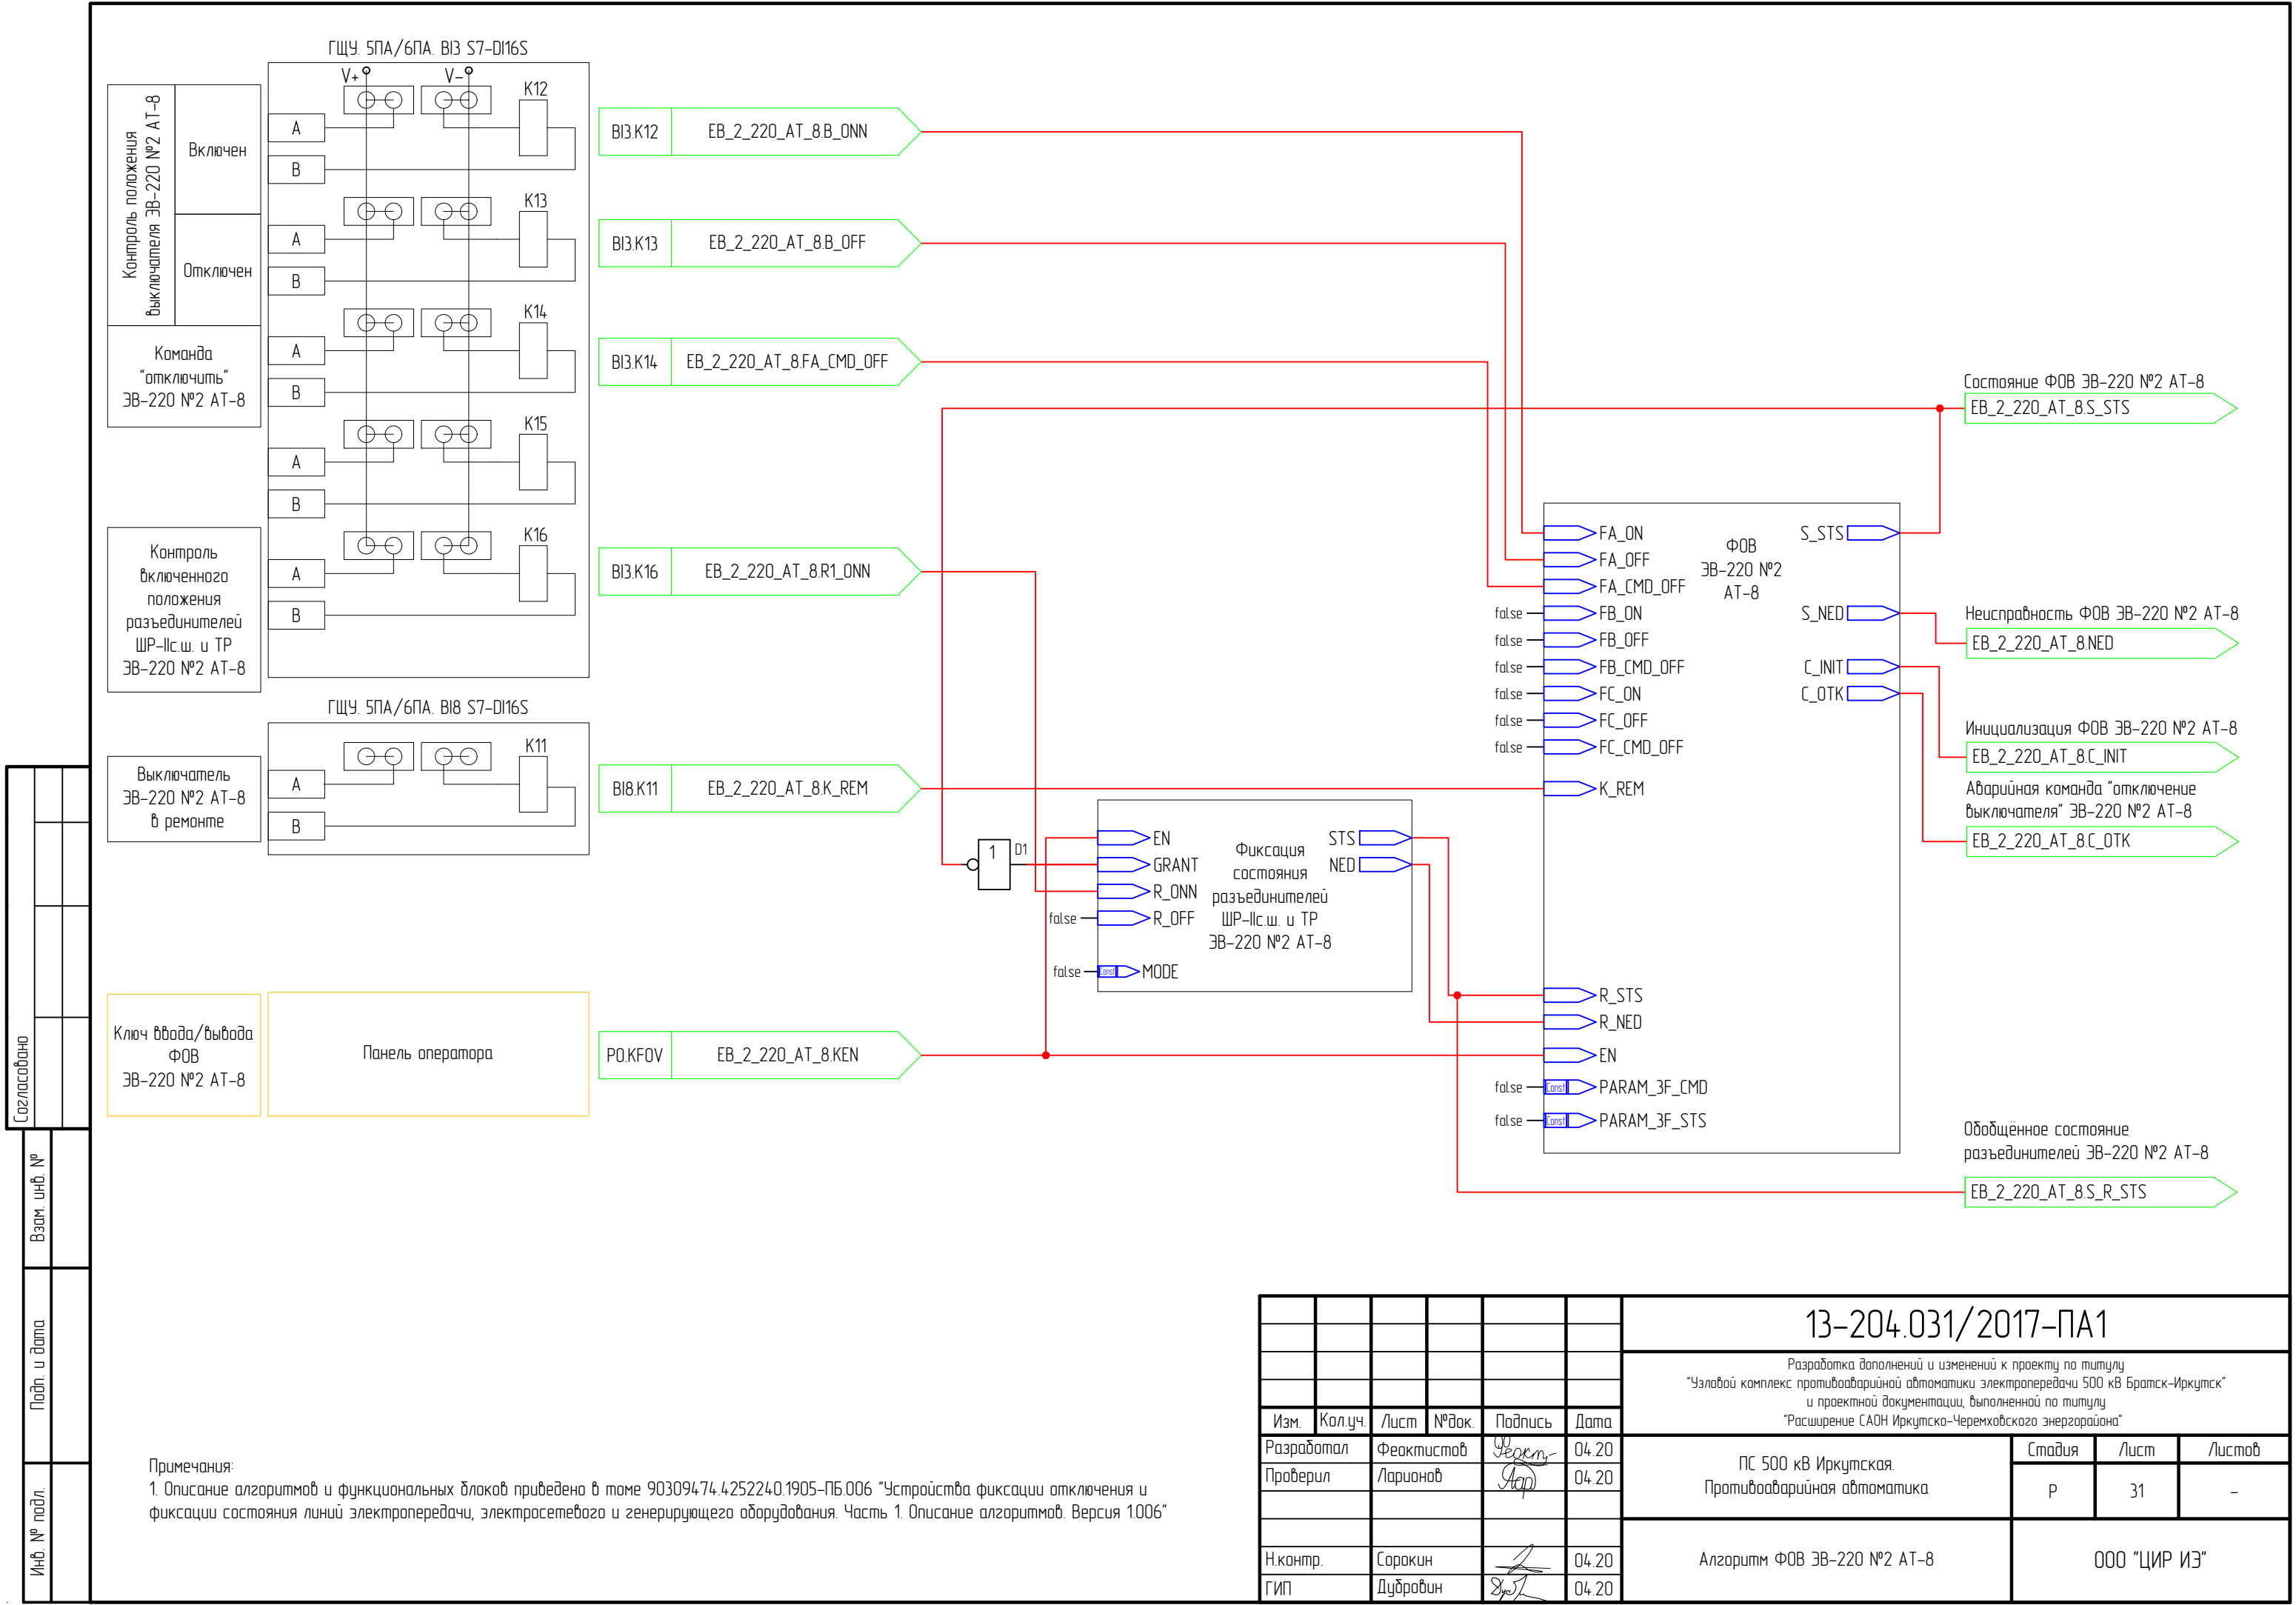 ГЩУ. 5ПА/6ПА. BI3 S7-DI16S
V+
V-
Контроль положения
выключателя ЭВ-220 №2 АТ-8
Включен
Отключен
A
B
K12
A
B
K13
A
B
K14
A
B
K15
A
B
K16
Команда
"отключить"
ЭВ-220 №2 АТ-8
Контроль
включенного
положения
разъединителей
ШР-IIс.ш. и ТР
ЭВ-220 №2 АТ-8
ГЩУ. 5ПА/6ПА. BI8 S7-DI16S
Выключатель
ЭВ-220 №2 АТ-8
в ремонте
A
B
K11
Ключ ввода/вывода
ФОВ
ЭВ-220 №2 АТ-8
Панель оператора
BI3.K12 EB_2_220_AT_8.B_ONN
BI3.K13 EB_2_220_AT_8.B_OFF
BI3.K14 EB_2_220_AT_8.FA_CMD_OFF
BI3.K16 EB_2_220_AT_8.R1_ONN
BI8.K11 EB_2_220_AT_8.K_REM
PO.KFOV EB_2_220_AT_8.KEN
1
D1
EN
GRANT
R_ONN
false R_OFF
false Const MODE
Фиксация
состояния
разъединителей
ШР-IIс.ш. и ТР
ЭВ-220 №2 АТ-8
STS
NED
FA_ON
FA_OFF
FA_CMD_OFF
false FB_ON
false FB_OFF
false FB_CMD_OFF
false FC_ON
false FC_OFF
false FC_CMD_OFF
K_REM
R_STS
R_NED
EN
false Const PARAM_3F_CMD
false Const PARAM_3F_STS
ФОВ
ЭВ-220 №2
АТ-8
S_STS
S_NED
C_INIT
C_OTK
Состояние ФОВ ЭВ-220 №2 АТ-8
EB_2_220_AT_8.S_STS
Неисправность ФОВ ЭВ-220 №2 АТ-8
EB_2_220_AT_8.NED
Инициализация ФОВ ЭВ-220 №2 АТ-8
EB_2_220_AT_8.C_INIT
Аварийная команда "отключение
выключателя" ЭВ-220 №2 АТ-8
EB_2_220_AT_8.C_OTK
Обобщённое состояние
разъединителей ЭВ-220 №2 АТ-8
EB_2_220_AT_8.S_R_STS
Согласовано
Взам. инв. №
Подп. и дата
Инв. № подл.
Примечания:
1. Описание алгоритмов и функциональных блоков приведено в томе 90309474.4252240.1905-ПБ.006 "Устройства фиксации отключения и
фиксации состояния линий электропередачи, электросетевого и генерирующего оборудования. Часть 1. Описание алгоритмов. Версия 1.006"
13-204.031/2017-ПА1
Разработка дополнений и изменений к проекту по титулу
"Узловой комплекс противоаварийной автоматики электропередачи 500 кВ Братск-Иркутск"
и проектной документации, выполненной по титулу
"Расширение САОН Иркутско-Черемховского энергорайона"
Изм. Кол.уч. Лист №док. Подпись Дата
Разработал Феоктистов 04.20
Проверил Ларионов 04.20
Н.контр. Сорокин 04.20
ГИП Дубровин 04.20
ПС 500 кВ Иркутская.
Противоаварийная автоматика
Стадия Лист Листов
Р 31 -
Алгоритм ФОВ ЭВ-220 №2 АТ-8
ООО "ЦИР ИЭ"